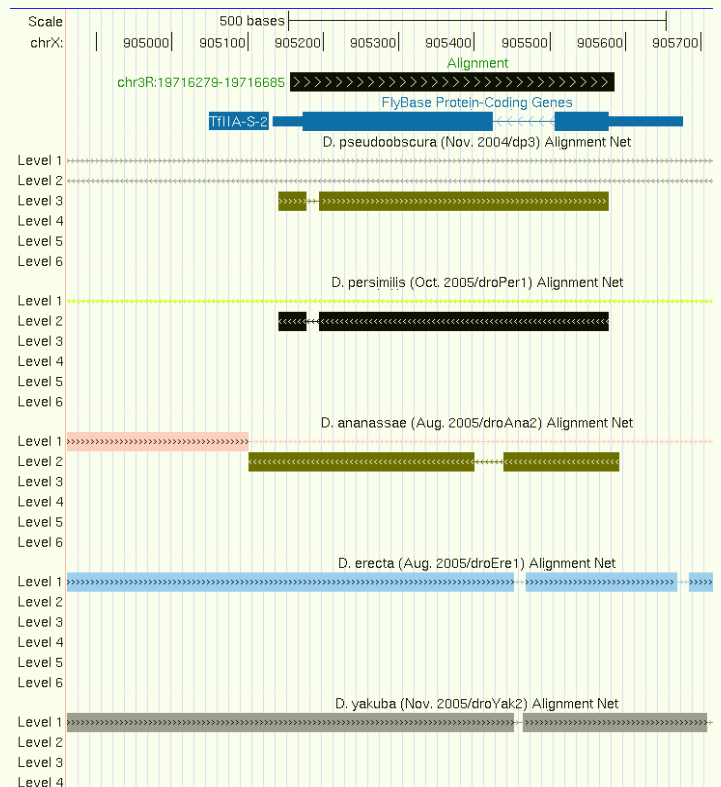 Scale 500 bases
chrX: 905000 905100 905200 905300 905400 905500 905600 905700
Alignment
chr3R:19716279-19716685
FlyBase Protein-Coding Genes
TfIIA-S-2
D. pseudoobscura (Nov. 2004/dp3) Alignment Net
Level 1
Level 2
Level 3
Level 4
Level 5
Level 6
D. persimilis (Oct. 2005/droPer1) Alignment Net
Level 1
Level 2
Level 3
Level 4
Level 5
Level 6
D. ananassae (Aug. 2005/droAna2) Alignment Net
Level 1
Level 2
Level 3
Level 4
Level 5
Level 6
D. erecta (Aug. 2005/droEre1) Alignment Net
Level 1
Level 2
Level 3
Level 4
Level 5
Level 6
D. yakuba (Nov. 2005/droYak2) Alignment Net
Level 1
Level 2
Level 3
Level 4